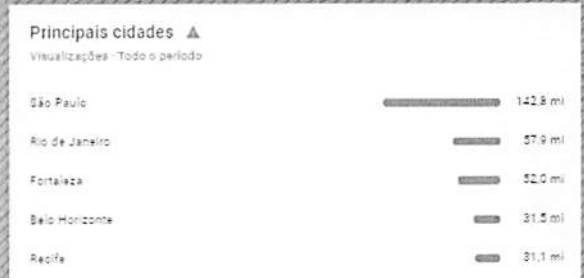 Principais cidades
Visualizações · Todo o período
São Paulo 142,8 mi
Rio de Janeiro 57,9 mi
Fortaleza 52,0 mi
Belo Horizonte 31,5 mi
Recife 31,1 mi